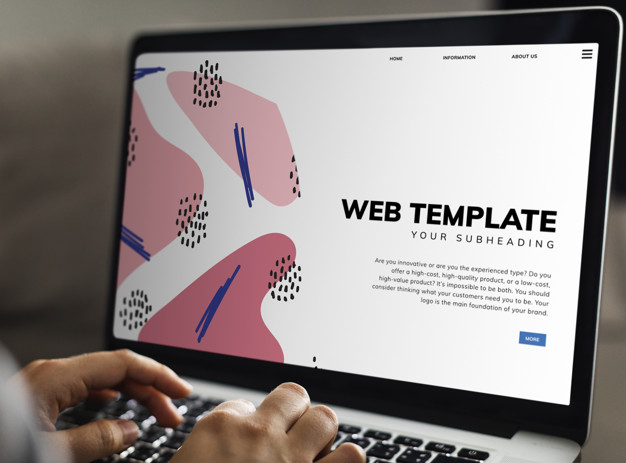 HOME INFORMATION ABOUT US
WEB TEMPLATE
YOUR SUBHEADING
Are you innovative or are you the experienced type? Do you
offer a high-cost, high-quality product, or a low-cost,
high-value product? It's impossible to be both. You should
consider thinking what your customers need you to be. Your
logo is the main foundation of your brand.
MORE